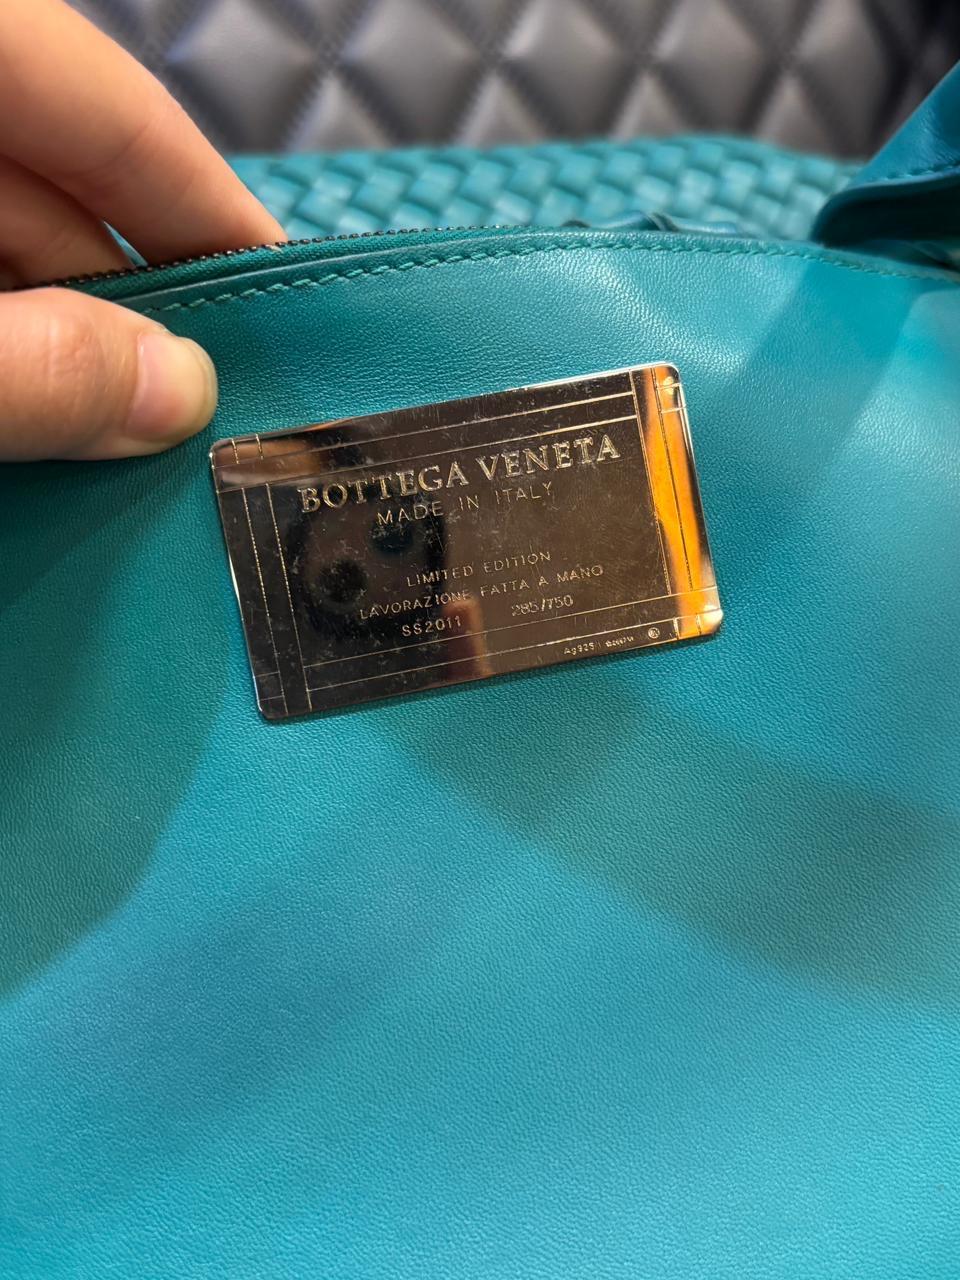 BOTTEGA VENETA
MADE IN ITALY
LIMITED EDITION
LAVORAZIONE FATTA A MANO
SS2011 285/750
Ag925